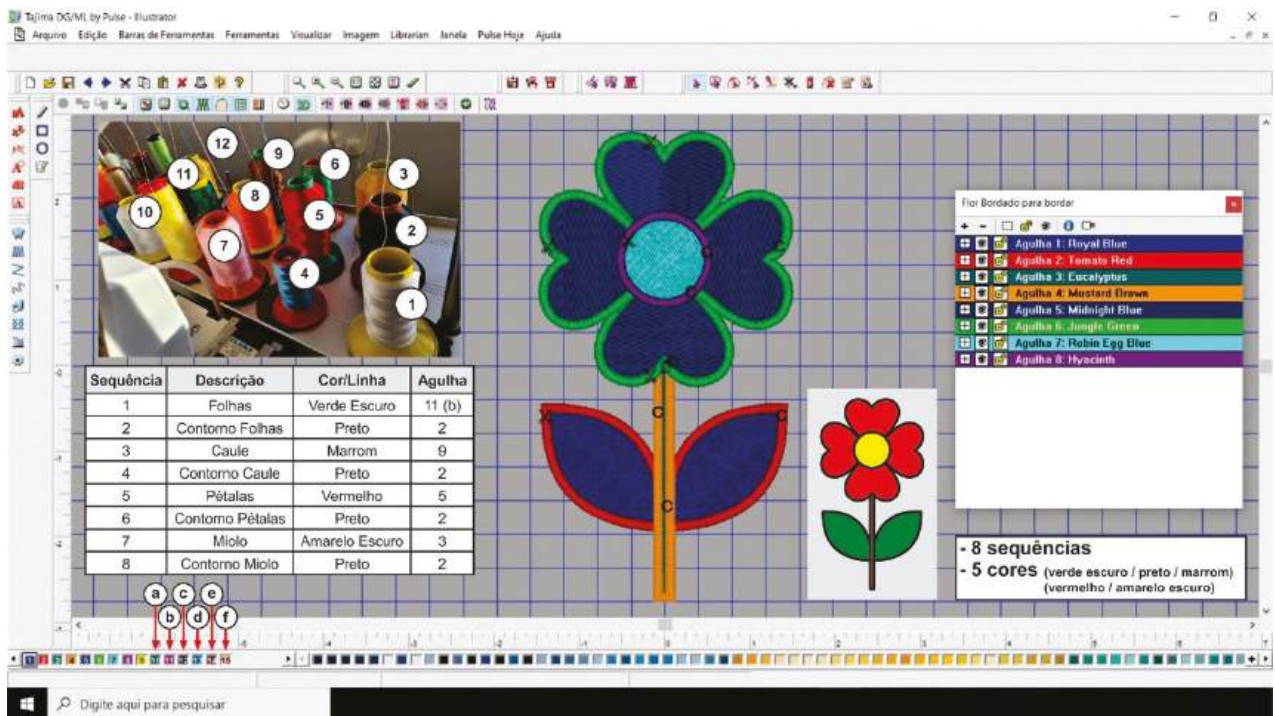 Tajima DG/ML by Pulse - Illustrator
Arquivo Edição Barras de Ferramentas Ferramentas Visualizar Imagem Librarian Janela Pulse Hoje Ajuda
12
11
9
6
3
10
8
5
2
7
4
1
Flor Bordado para bordar
Agulha 1: Royal Blue
Agulha 2: Tomato Red
Agulha 3: Eucalyptus
Agulha 4: Mustard Brown
Agulha 5: Midnight Blue
Agulha 6: Jungle Green
Agulha 7: Robin Egg Blue
Agulha 8: Hyacinth
Sequência Descrição Cor/Linha Agulha
1 Folhas Verde Escuro 11 (b)
2 Contorno Folhas Preto 2
3 Caule Marrom 9
4 Contorno Caule Preto 2
5 Pétalas Vermelho 5
6 Contorno Pétalas Preto 2
7 Miolo Amarelo Escuro 3
8 Contorno Miolo Preto 2
- 8 sequências
- 5 cores (verde escuro / preto / marrom)
(vermelho / amarelo escuro)
a c e
b d f
Digite aqui para pesquisar